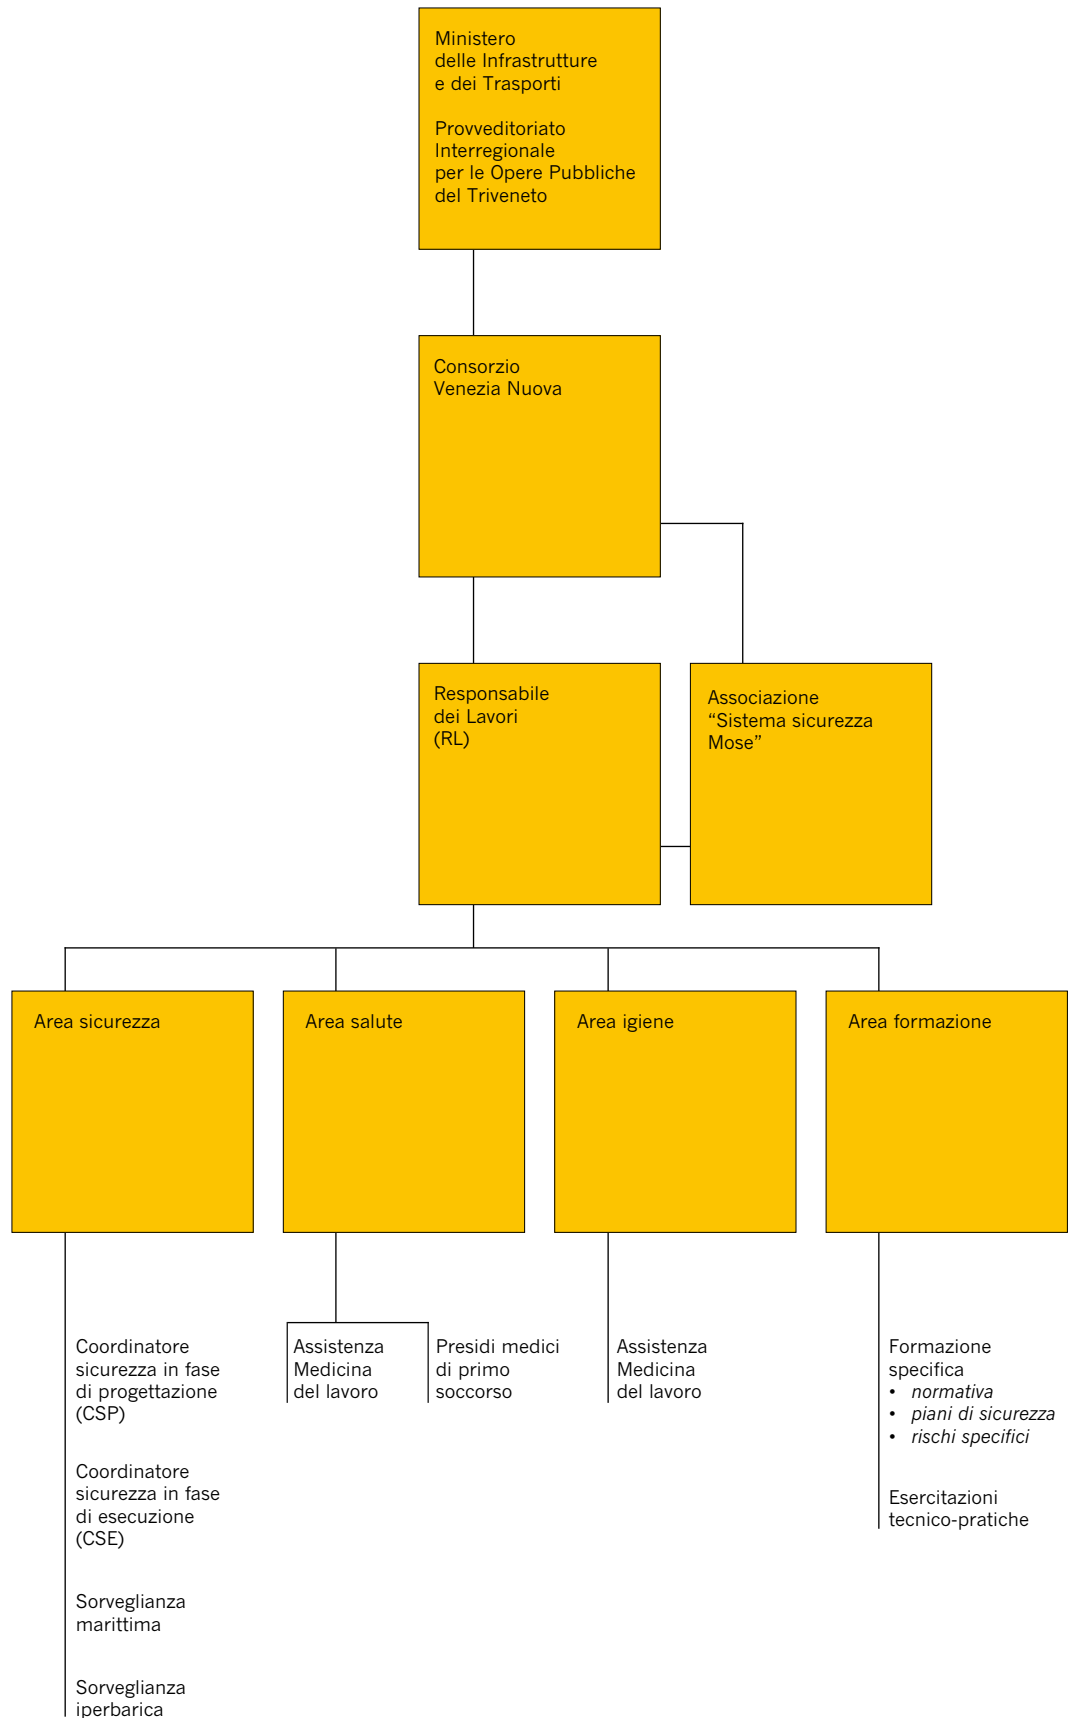 Ministero
delle Infrastrutture
e dei Trasporti
Provveditoriato
Interregionale
per le Opere Pubbliche
del Triveneto
Consorzio
Venezia Nuova
Responsabile
dei Lavori
(RL)
Associazione
“Sistema sicurezza
Mose”
Area sicurezza
Area salute
Area igiene
Area formazione
Coordinatore
sicurezza in fase
di progettazione
(CSP)
Coordinatore
sicurezza in fase
di esecuzione
(CSE)
Sorveglianza
marittima
Sorveglianza
iperbarica
Assistenza
Medicina
del lavoro
Presidi medici
di primo
soccorso
Assistenza
Medicina
del lavoro
Formazione
specifica
• normativa
• piani di sicurezza
• rischi specifici
Esercitazioni
tecnico-pratiche